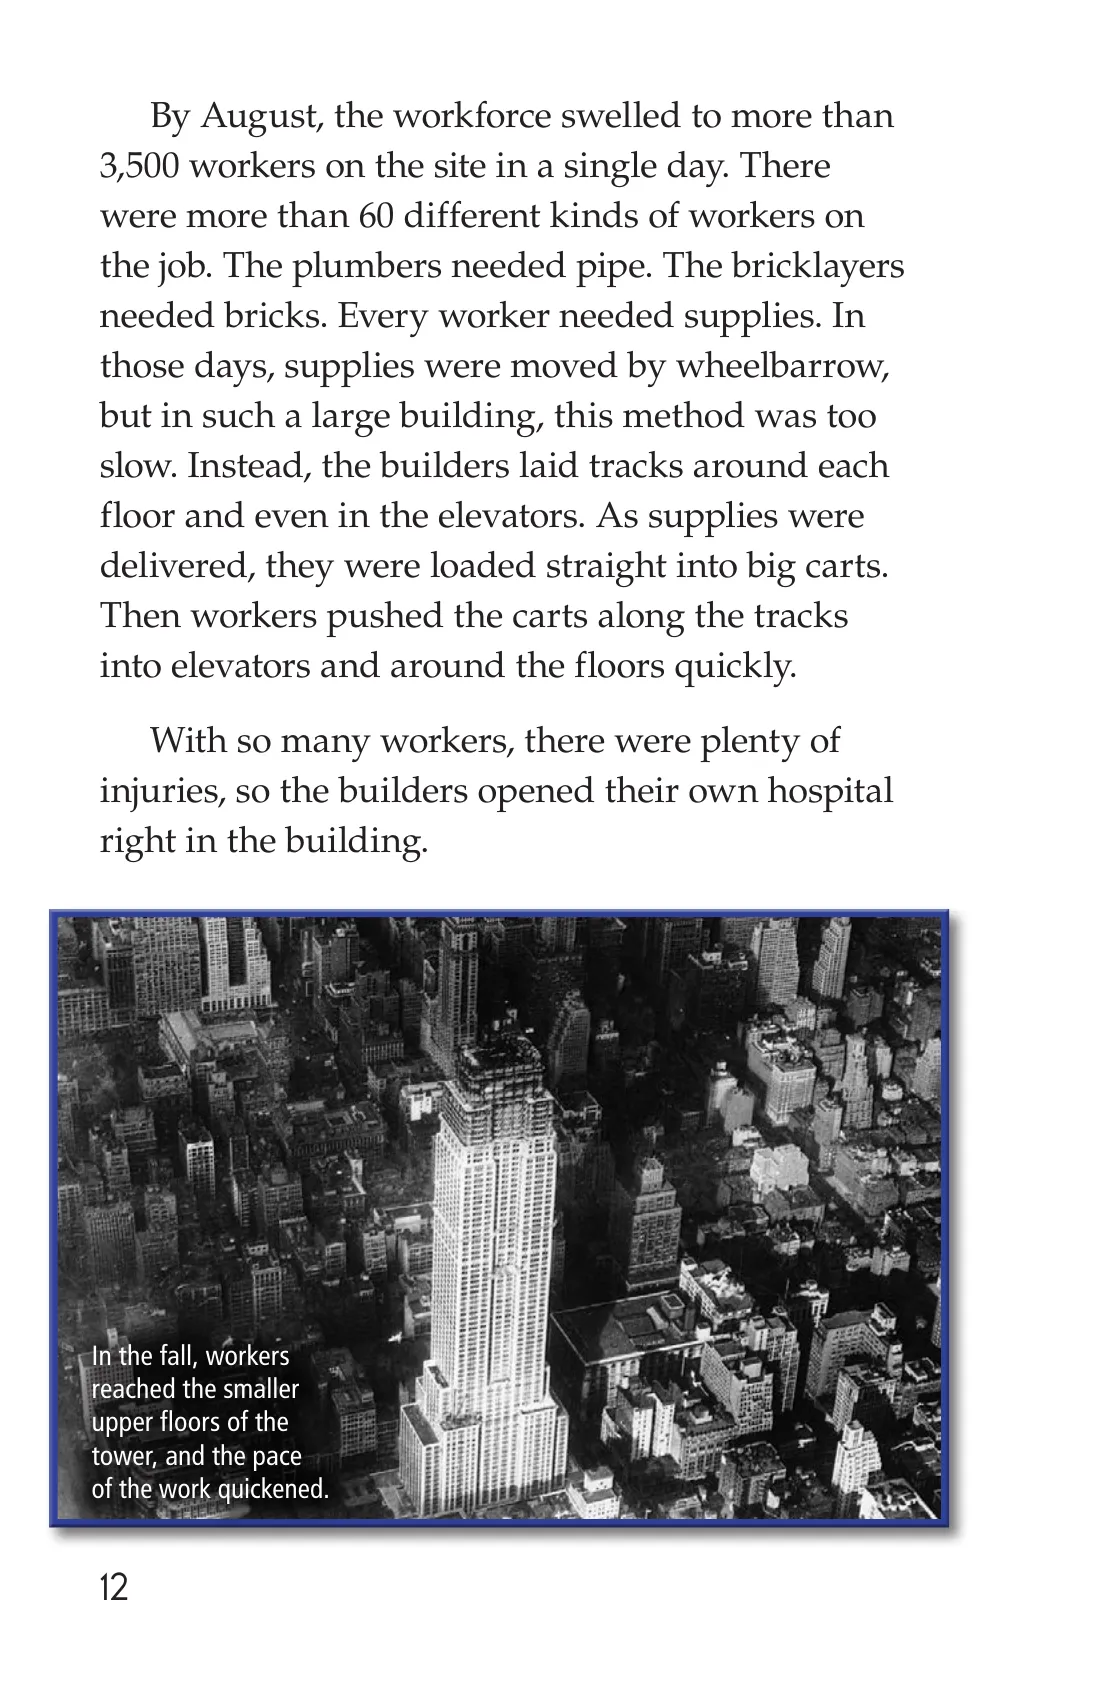 By August, the workforce swelled to more than
3,500 workers on the site in a single day. There
were more than 60 different kinds of workers on
the job. The plumbers needed pipe. The bricklayers
needed bricks. Every worker needed supplies. In
those days, supplies were moved by wheelbarrow,
but in such a large building, this method was too
slow. Instead, the builders laid tracks around each
floor and even in the elevators. As supplies were
delivered, they were loaded straight into big carts.
Then workers pushed the carts along the tracks
into elevators and around the floors quickly.
With so many workers, there were plenty of
injuries, so the builders opened their own hospital
right in the building.
In the fall, workers
reached the smaller
upper floors of the
tower, and the pace
of the work quickened.
12